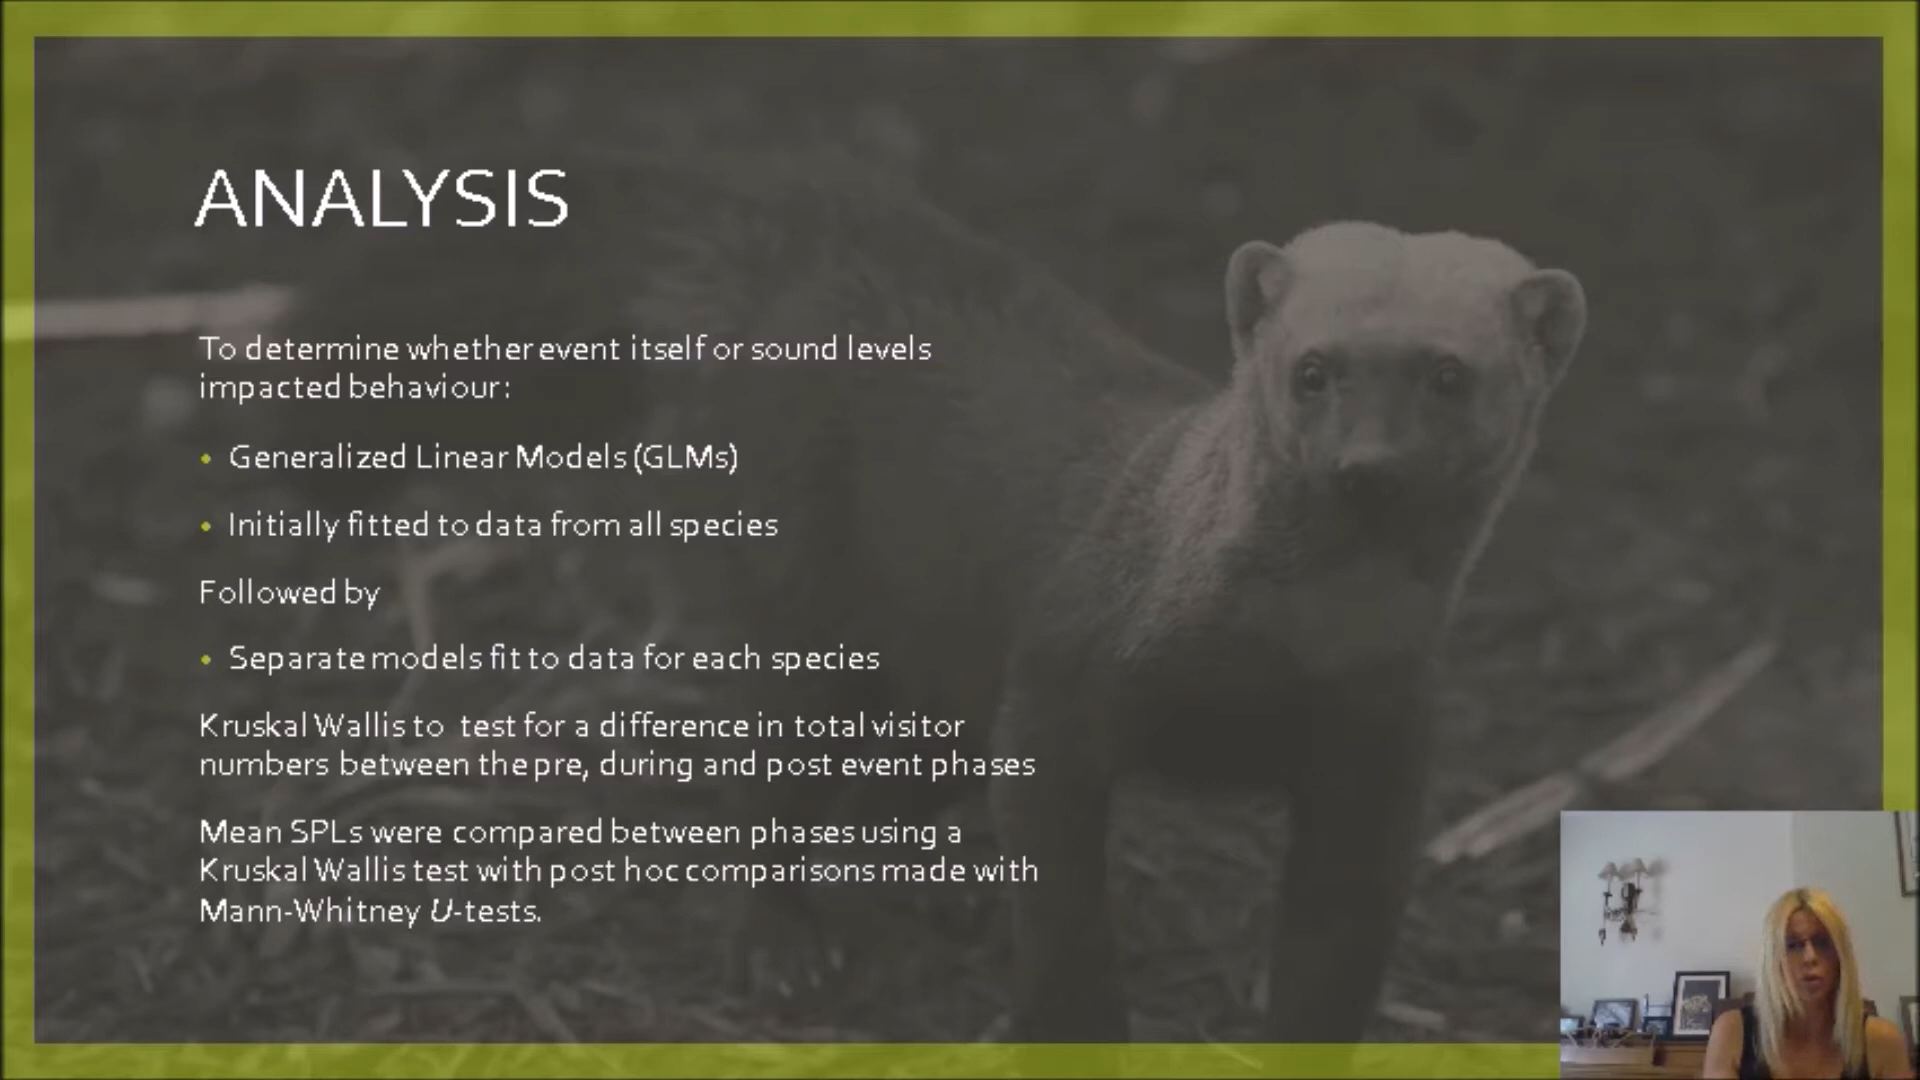 ANALYSIS
To determine whether event itself or sound levels
impacted behaviour:
• Generalized Linear Models (GLMs)
• Initially fitted to data from all species
Followed by
• Separate models fit to data for each species
Kruskal Wallis to test for a difference in total visitor
numbers between the pre, during and post event phases
Mean SPLs were compared between phases using a
Kruskal Wallis test with post hoc comparisons made with
Mann-Whitney U-tests.